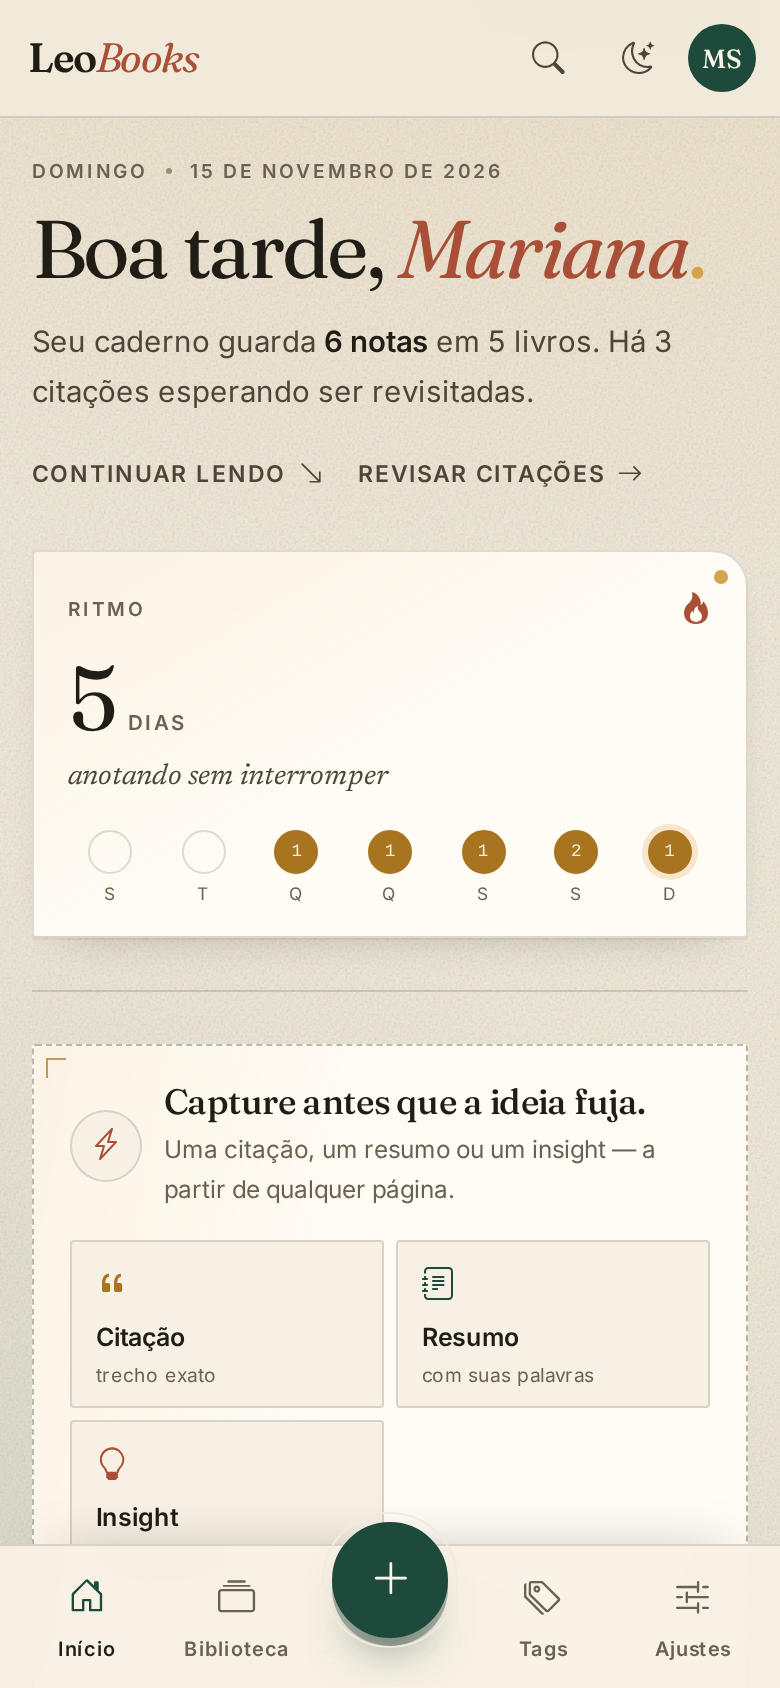 LeoBooks
MS
DOMINGO • 15 DE NOVEMBRO DE 2026
Boa tarde, Mariana.
Seu caderno guarda 6 notas em 5 livros. Há 3
citações esperando ser revisitadas.
CONTINUAR LENDO ↘ REVISAR CITAÇÕES →
RITMO
5 DIAS
anotando sem interromper
1 1 1 2 1
S T Q Q S S D
Capture antes que a ideia fuja.
Uma citação, um resumo ou um insight — a
partir de qualquer página.
Citação
trecho exato
Resumo
com suas palavras
Insight
Início Biblioteca Tags Ajustes